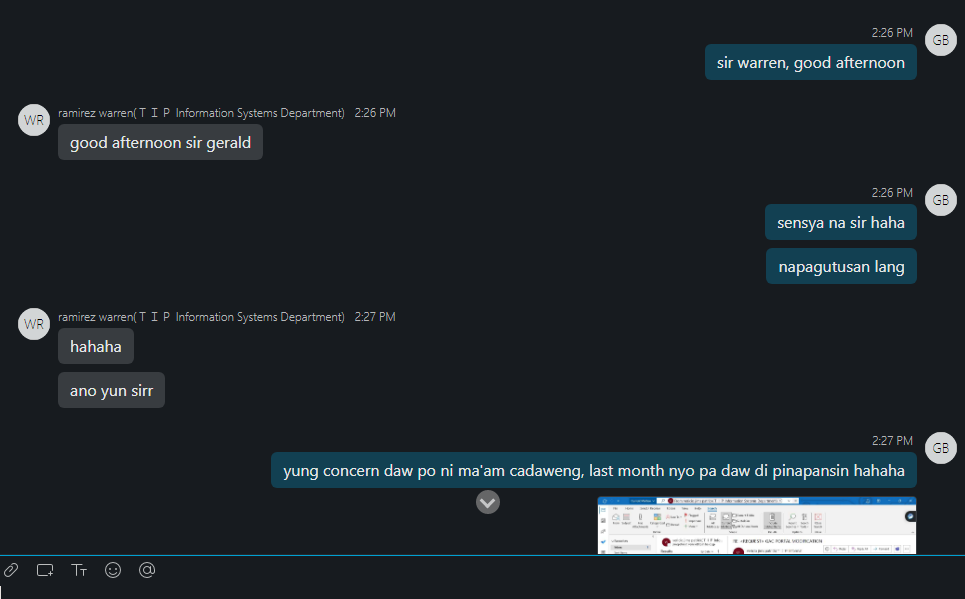 2:26 PM
GB
sir warren, good afternoon
WR
ramirez warren( T I P Information Systems Department) 2:26 PM
good afternoon sir gerald
2:26 PM
GB
sensya na sir haha
napagutusan lang
WR
ramirez warren( T I P Information Systems Department) 2:27 PM
hahaha
ano yun sirr
2:27 PM
GB
yung concern daw po ni ma'am cadaweng, last month nyo pa daw di pinapansin hahaha
PORTAL MODIFICATION